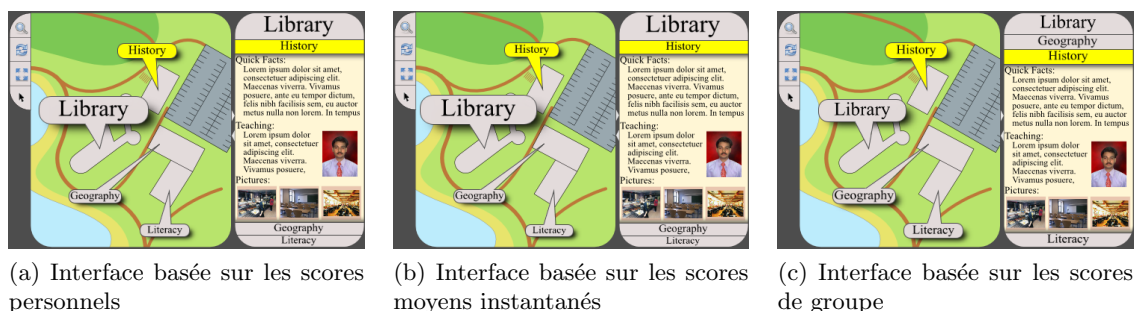 History
Library
Geography
Literacy
Library
History
Quick Facts:
Lorem ipsum dolor sit amet,
consectetuer adipiscing elit.
Maecenas viverra. Vivamus
posuere, ante eu tempor dictum,
felis nibh facilisis sem, eu auctor
metus nulla non lorem. In tempus
Teaching:
Lorem ipsum dolor
sit amet, consectetuer
adipiscing elit.
Maecenas viverra.
Vivamus posuere,
Pictures:
Geography
Literacy
(a) Interface basée sur les scores
personnels
History
Library
Geography
Literacy
Library
History
Quick Facts:
Lorem ipsum dolor sit amet,
consectetuer adipiscing elit.
Maecenas viverra. Vivamus
posuere, ante eu tempor dictum,
felis nibh facilisis sem, eu auctor
metus nulla non lorem. In tempus
Teaching:
Lorem ipsum dolor
sit amet, consectetuer
adipiscing elit.
Maecenas viverra.
Vivamus posuere,
Pictures:
Geography
Literacy
(b) Interface basée sur les scores
moyens instantanés
History
Library
Geography
Literacy
Library
Geography
History
Quick Facts:
Lorem ipsum dolor sit amet,
consectetuer adipiscing elit.
Maecenas viverra. Vivamus
posuere, ante eu tempor dictum,
felis nibh facilisis sem, eu auctor
metus nulla non lorem. In tempus
Teaching:
Lorem ipsum dolor
sit amet, consectetuer
adipiscing elit.
Maecenas viverra.
Vivamus posuere,
Pictures:
Literacy
(c) Interface basée sur les scores
de groupe